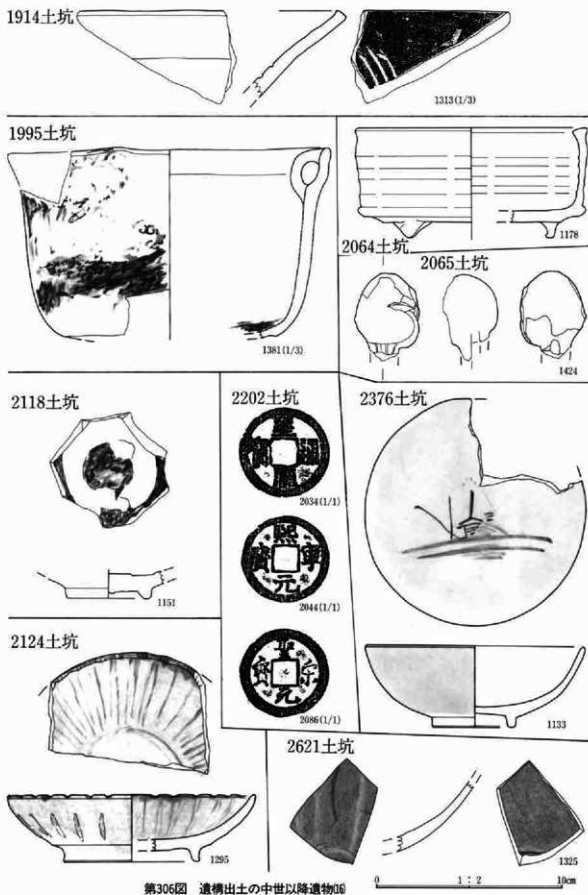 1914土坑
1313(1/3)
1995土坑
1381(1/3)
1178
2064土坑
2065土坑
1424
2118土坑
1151
2202土坑
2034(1/1)
熙寧元寶
2044(1/1)
聖宋元寶
2086(1/1)
2376土坑
1133
2124土坑
1295
2621土坑
1325
第306図 遺構出土の中世以降遺物⒃
0 1:2 10cm